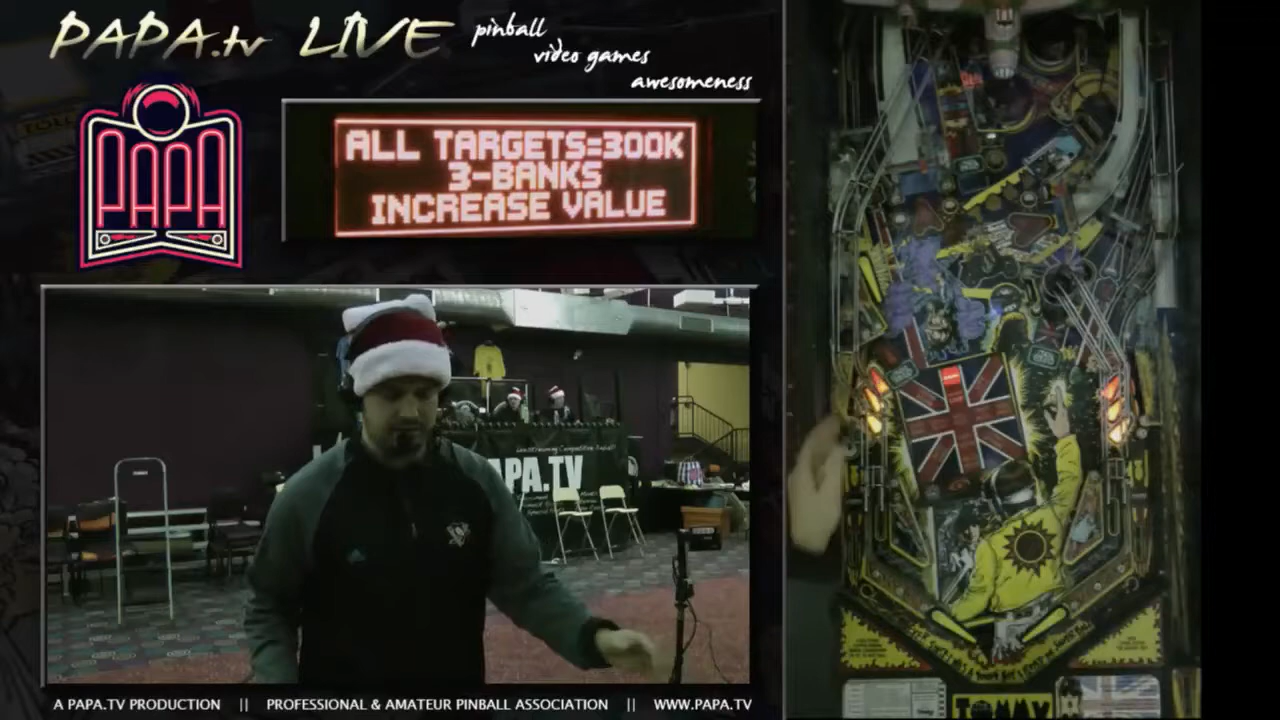 PAPA.tv LIVE
pinball
video games
awesomeness
PAPA
ALL TARGETS=300K
3-BANKS
INCREASE VALUE
PAPA.TV
A PAPA.TV PRODUCTION || PROFESSIONAL & AMATEUR PINBALL ASSOCIATION || WWW.PAPA.TV
TOMMY